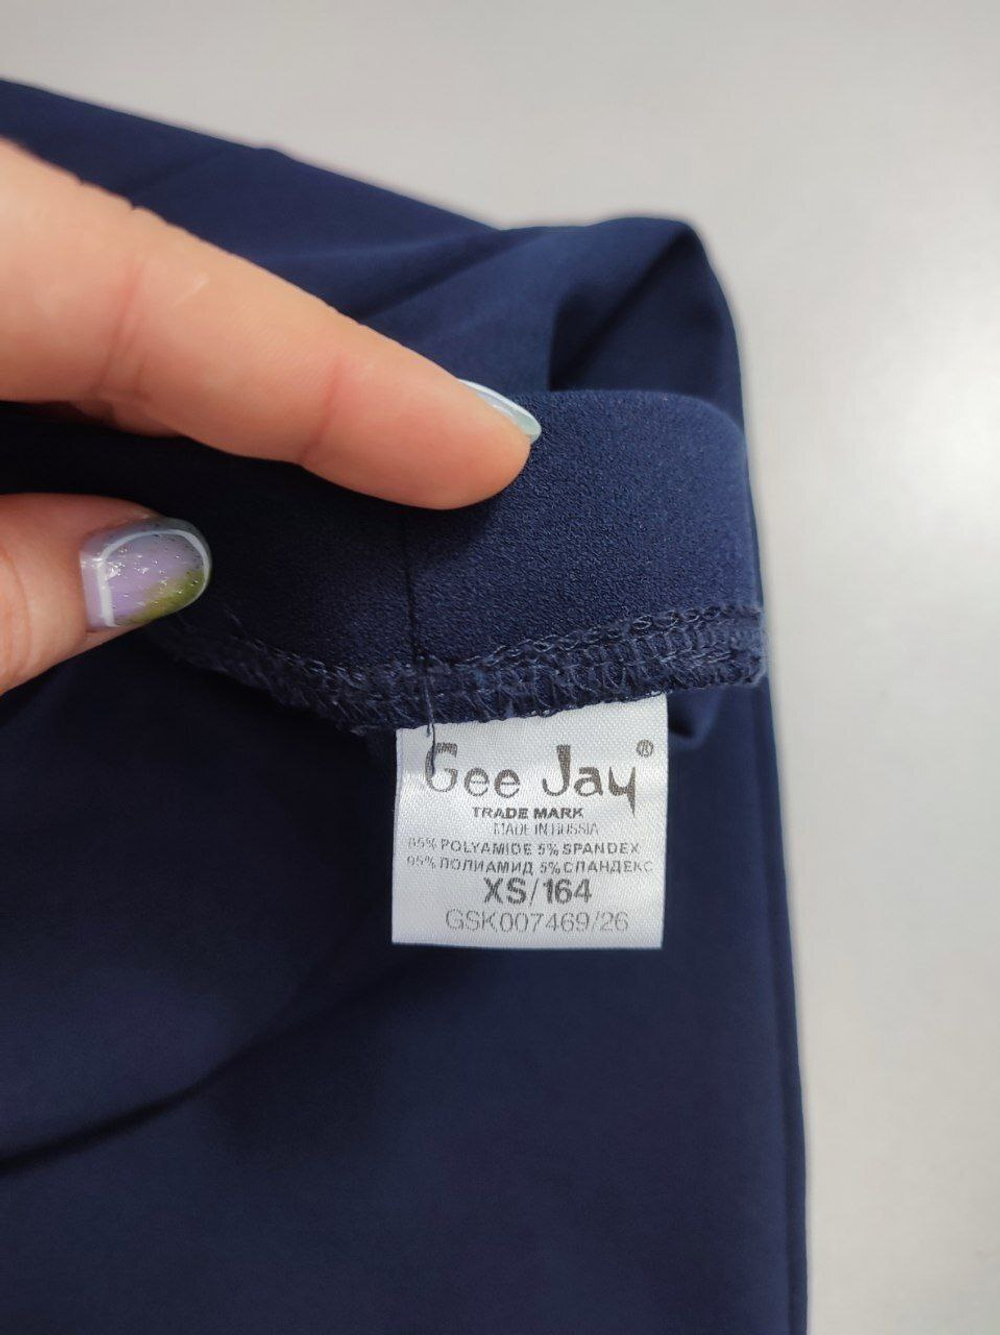 Gee Jay®
TRADE MARK
MADE IN RUSSIA
95% POLYAMIDE 5% SPANDEX
95% ПОЛИАМИД 5% СПАНДЕКС
XS/164
GSK007469/26